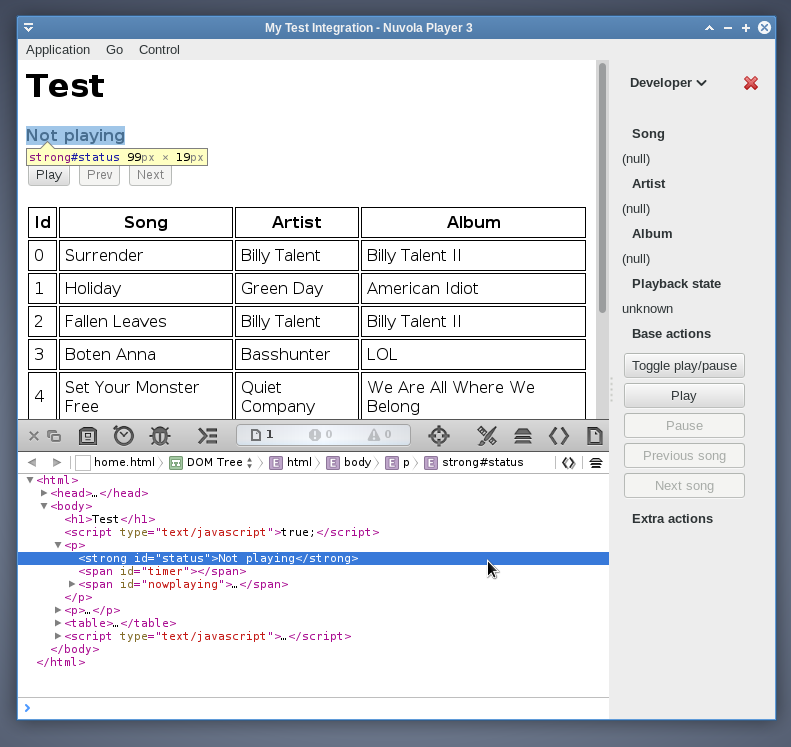 My Test Integration - Nuvola Player 3
Application Go Control
Test
Not playing
strong#status 99px × 19px
Play Prev Next
Id Song Artist Album
0 Surrender Billy Talent Billy Talent II
1 Holiday Green Day American Idiot
2 Fallen Leaves Billy Talent Billy Talent II
3 Boten Anna Basshunter LOL
4 Set Your Monster Free Quiet Company We Are All Where We Belong
Developer
Song
(null)
Artist
(null)
Album
(null)
Playback state
unknown
Base actions
Toggle play/pause
Play
Pause
Previous song
Next song
Extra actions
1 0 0
home.html DOM Tree E html E body E p E strong#status
<html>
<head>…</head>
<body>
<h1>Test</h1>
<script type="text/javascript">true;</script>
<p>
<strong id="status">Not playing</strong>
<span id="timer"></span>
<span id="nowplaying">…</span>
</p>
<p>…</p>
<table>…</table>
<script type="text/javascript">…</script>
</body>
</html>